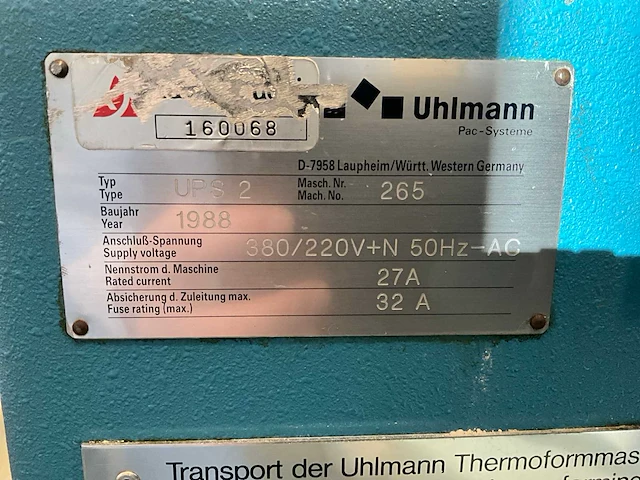 160068
Uhlmann
Pac-Systeme
D-7958 Laupheim/Württ. Western Germany
Typ
Type
UPS 2
Masch. Nr.
Mach. No.
265
Baujahr
Year
1988
Anschluß-Spannung
Supply voltage
380/220V+N 50Hz-AC
Nennstrom d. Maschine
Rated current
27A
Absicherung d. Zuleitung max.
Fuse rating (max.)
32 A
Transport der Uhlmann